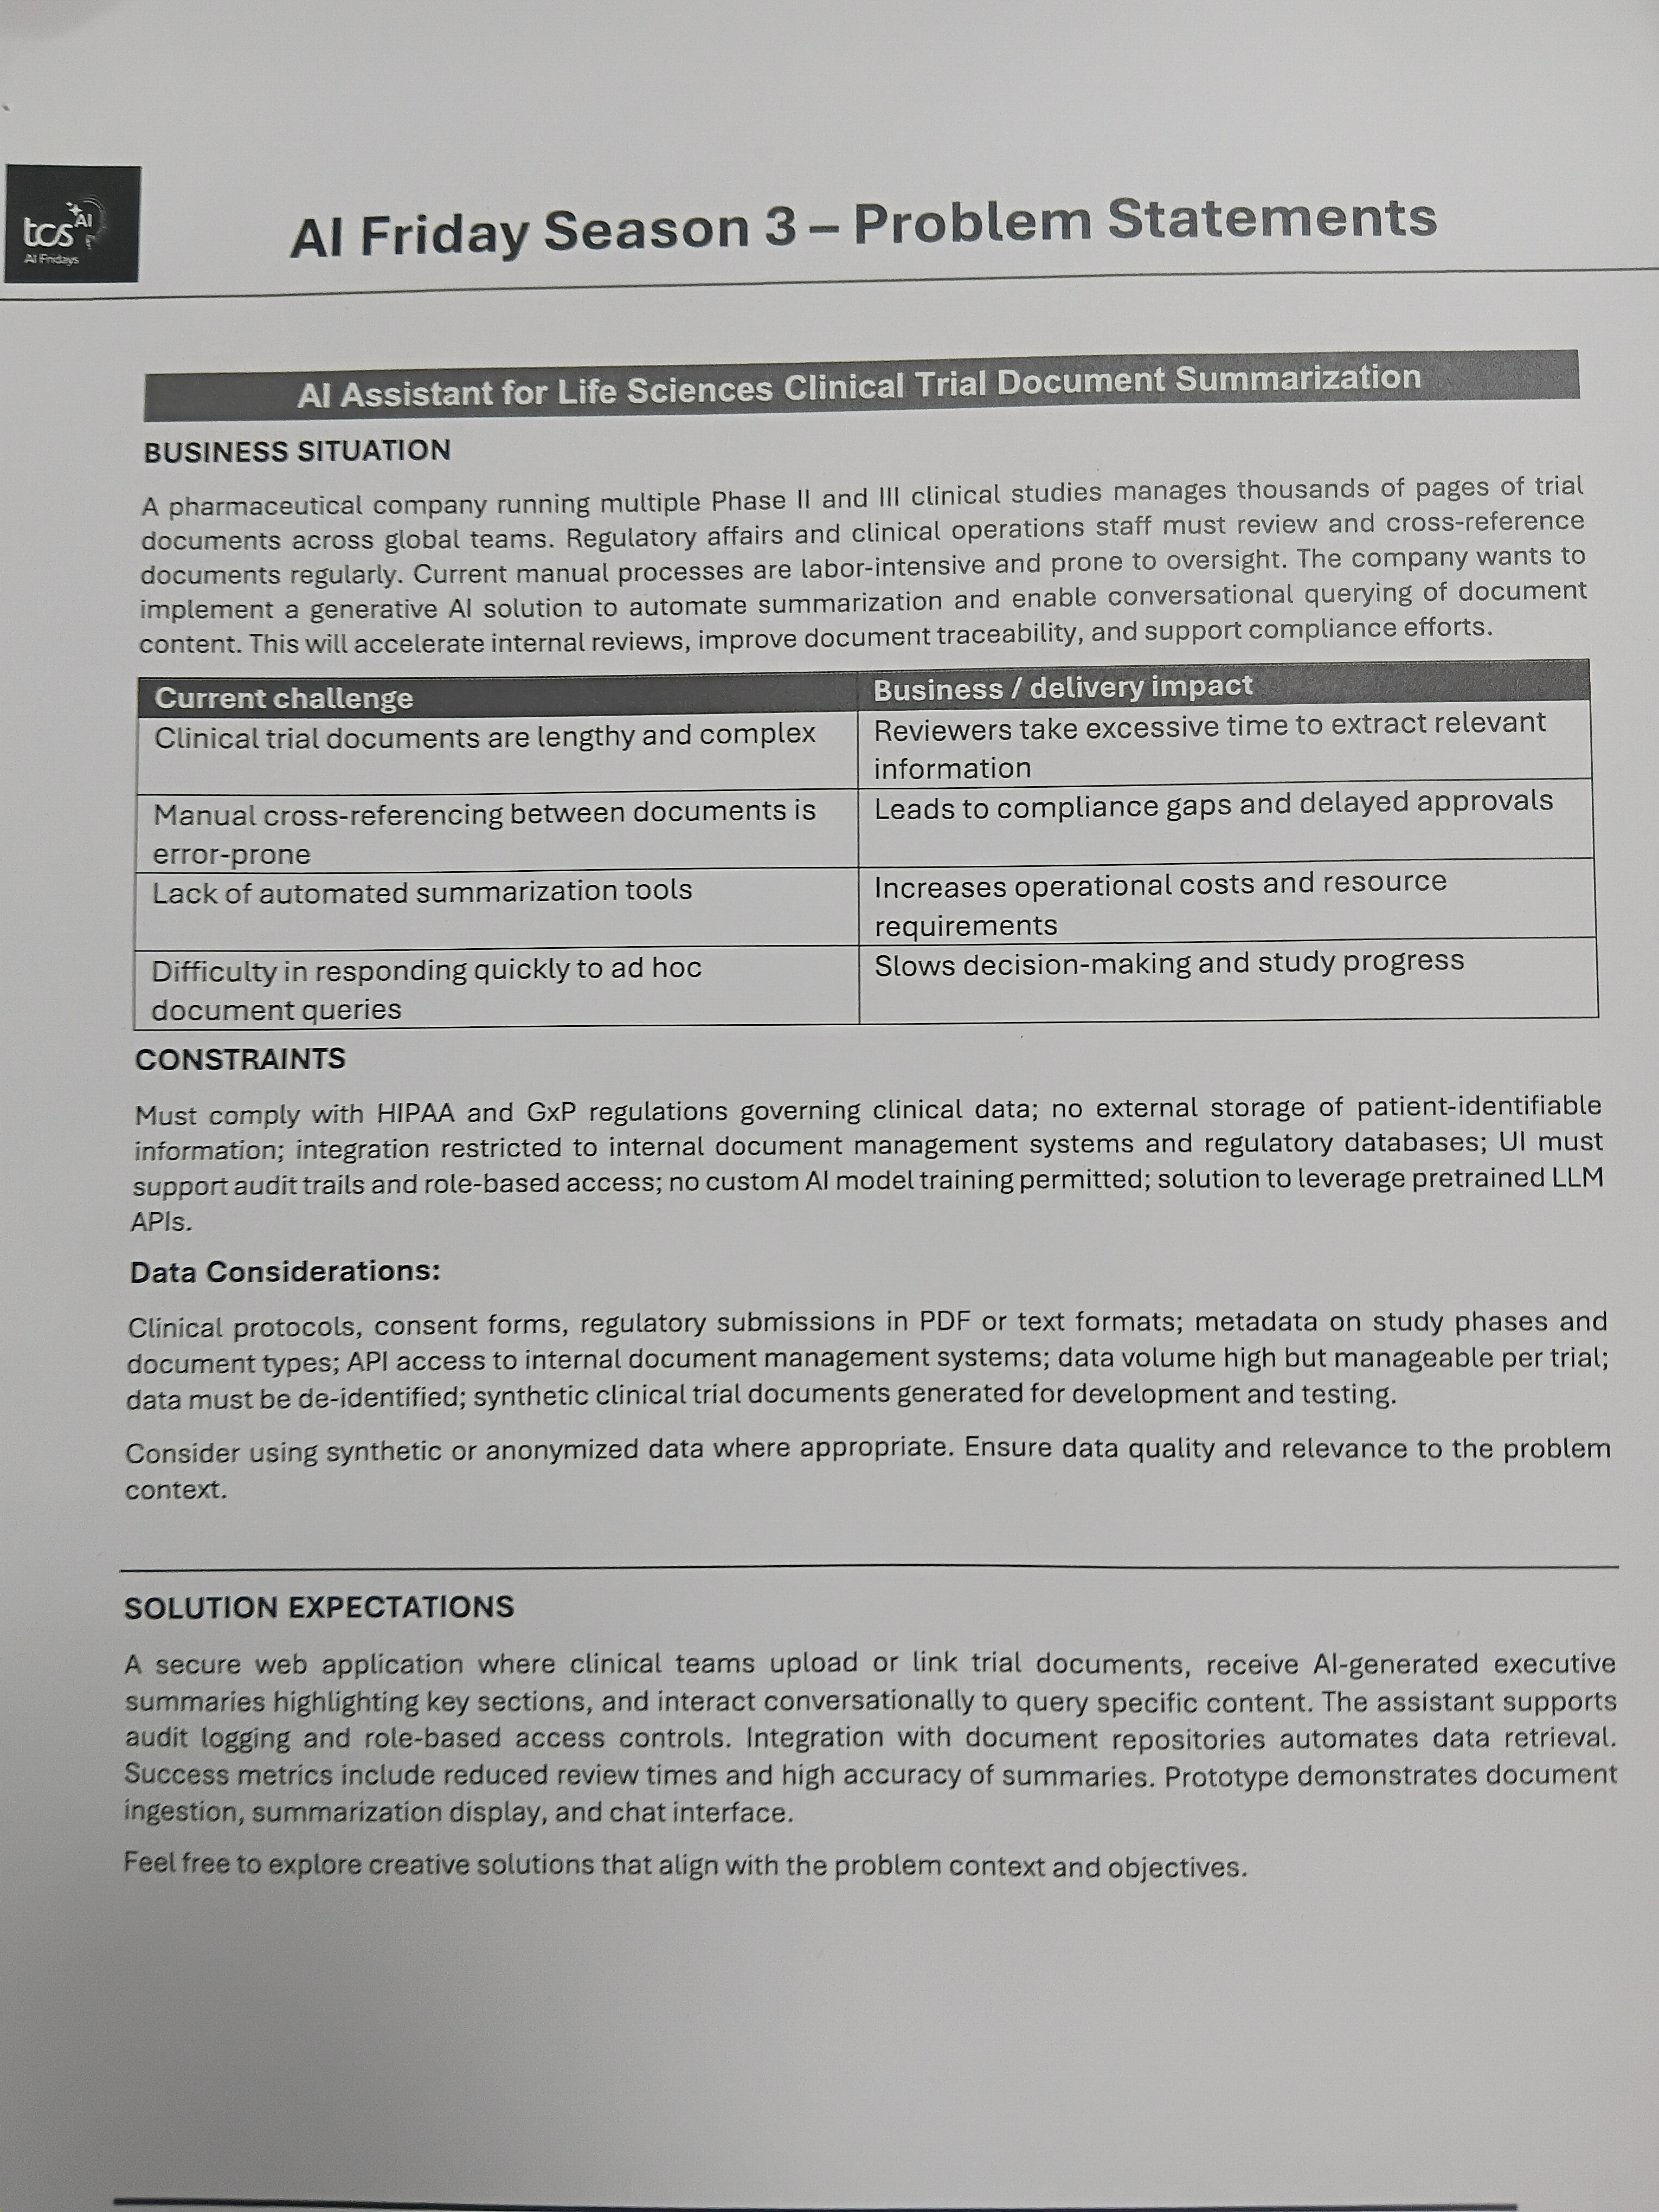 tcs AI
AI Fridays
AI Friday Season 3 – Problem Statements
AI Assistant for Life Sciences Clinical Trial Document Summarization
BUSINESS SITUATION
A pharmaceutical company running multiple Phase II and III clinical studies manages thousands of pages of trial
documents across global teams. Regulatory affairs and clinical operations staff must review and cross-reference
documents regularly. Current manual processes are labor-intensive and prone to oversight. The company wants to
implement a generative AI solution to automate summarization and enable conversational querying of document
content. This will accelerate internal reviews, improve document traceability, and support compliance efforts.
Current challenge
Business / delivery impact
Clinical trial documents are lengthy and complex
Reviewers take excessive time to extract relevant
information
Manual cross-referencing between documents is
error-prone
Leads to compliance gaps and delayed approvals
Lack of automated summarization tools
Increases operational costs and resource
requirements
Difficulty in responding quickly to ad hoc
document queries
Slows decision-making and study progress
CONSTRAINTS
Must comply with HIPAA and GxP regulations governing clinical data; no external storage of patient-identifiable
information; integration restricted to internal document management systems and regulatory databases; UI must
support audit trails and role-based access; no custom AI model training permitted; solution to leverage pretrained LLM
APIs.
Data Considerations:
Clinical protocols, consent forms, regulatory submissions in PDF or text formats; metadata on study phases and
document types; API access to internal document management systems; data volume high but manageable per trial;
data must be de-identified; synthetic clinical trial documents generated for development and testing.
Consider using synthetic or anonymized data where appropriate. Ensure data quality and relevance to the problem
context.
SOLUTION EXPECTATIONS
A secure web application where clinical teams upload or link trial documents, receive AI-generated executive
summaries highlighting key sections, and interact conversationally to query specific content. The assistant supports
audit logging and role-based access controls. Integration with document repositories automates data retrieval.
Success metrics include reduced review times and high accuracy of summaries. Prototype demonstrates document
ingestion, summarization display, and chat interface.
Feel free to explore creative solutions that align with the problem context and objectives.